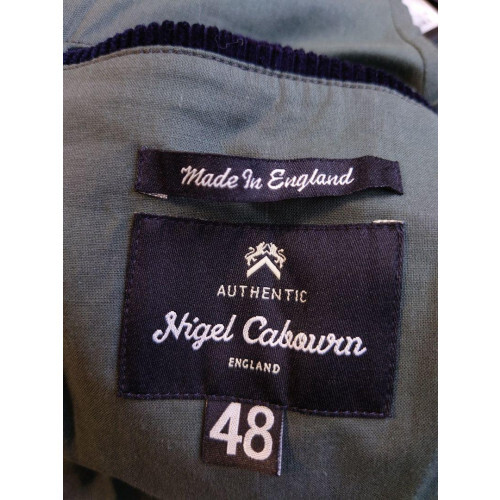 Made In England
AUTHENTIC
Nigel Cabourn
ENGLAND
48